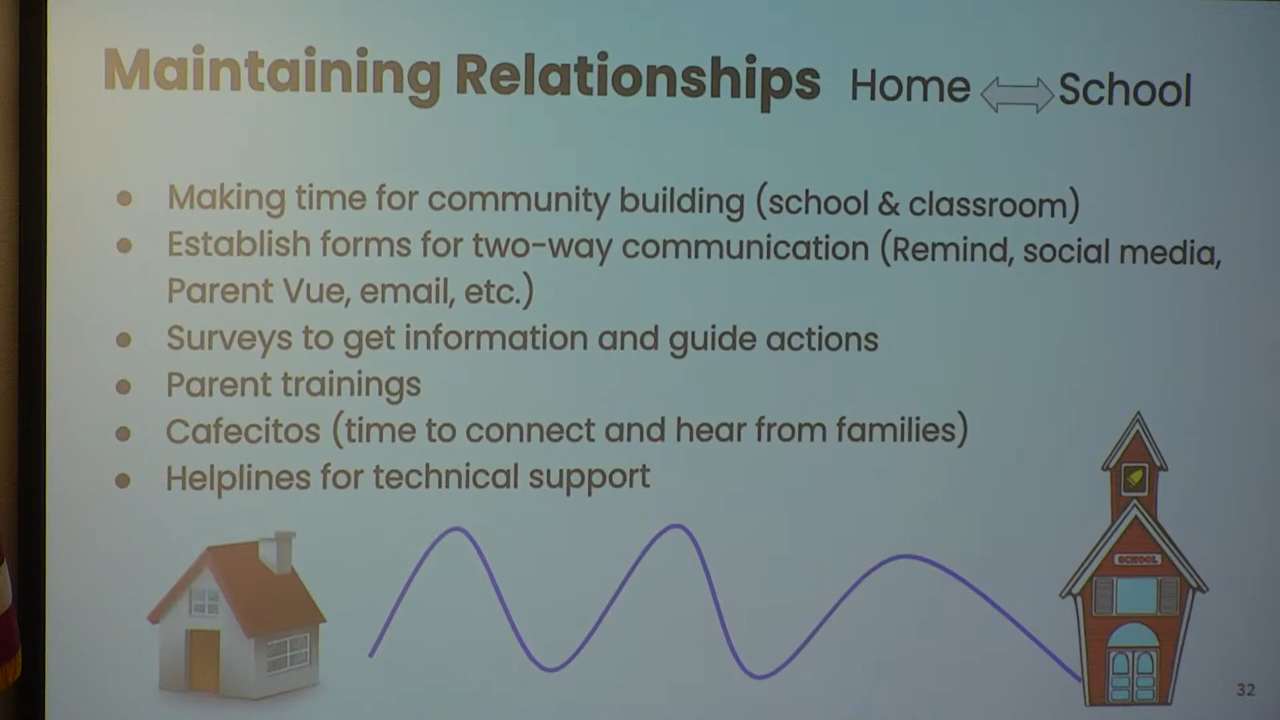 Maintaining Relationships Home School
• Making time for community building (school & classroom)
• Establish forms for two-way communication (Remind, social media,
Parent Vue, email, etc.)
• Surveys to get information and guide actions
• Parent trainings
• Cafecitos (time to connect and hear from families)
• Helplines for technical support
SCHOOL
32